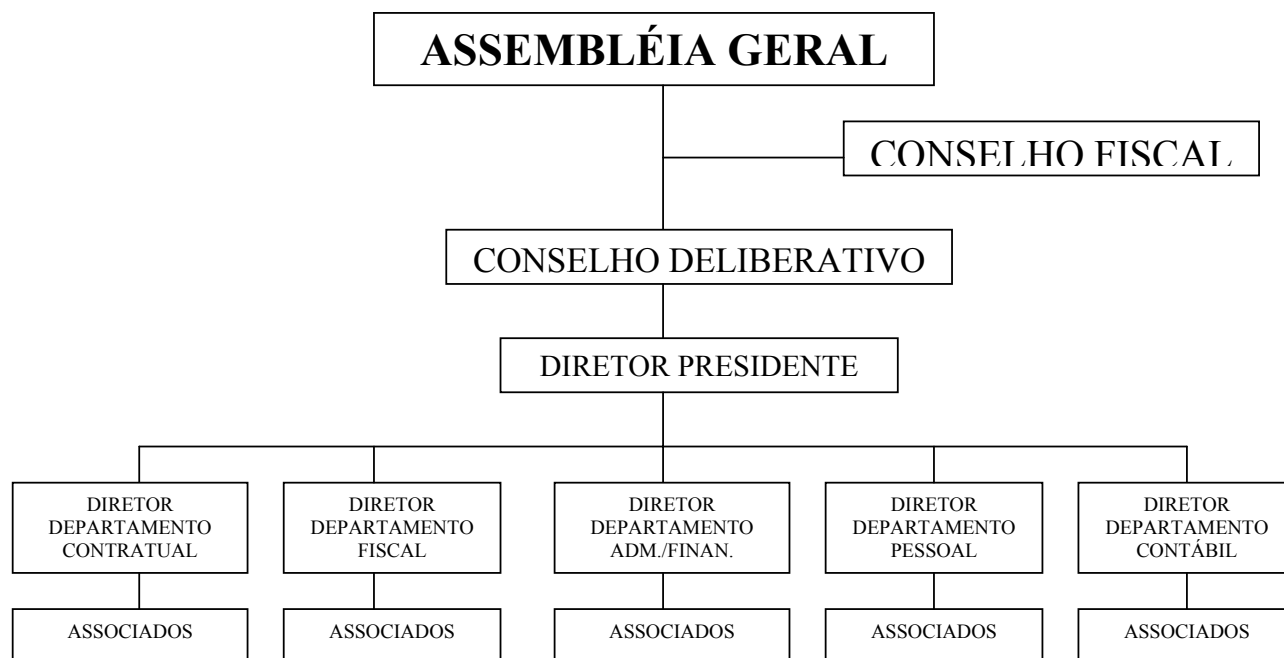 ASSEMBLÉIA GERAL
CONSELHO FISCAL
CONSELHO DELIBERATIVO
DIRETOR PRESIDENTE
DIRETOR
DEPARTAMENTO
CONTRATUAL
DIRETOR
DEPARTAMENTO
FISCAL
DIRETOR
DEPARTAMENTO
ADM./FINAN.
DIRETOR
DEPARTAMENTO
PESSOAL
DIRETOR
DEPARTAMENTO
CONTÁBIL
ASSOCIADOS
ASSOCIADOS
ASSOCIADOS
ASSOCIADOS
ASSOCIADOS